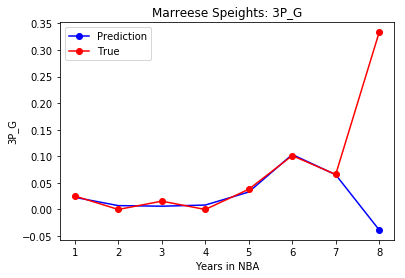 Marreese Speights: 3P_G
0.35
0.30
0.25
0.20
0.15
0.10
0.05
0.00
−0.05
3P_G
Prediction
True
1 2 3 4 5 6 7 8
Years in NBA